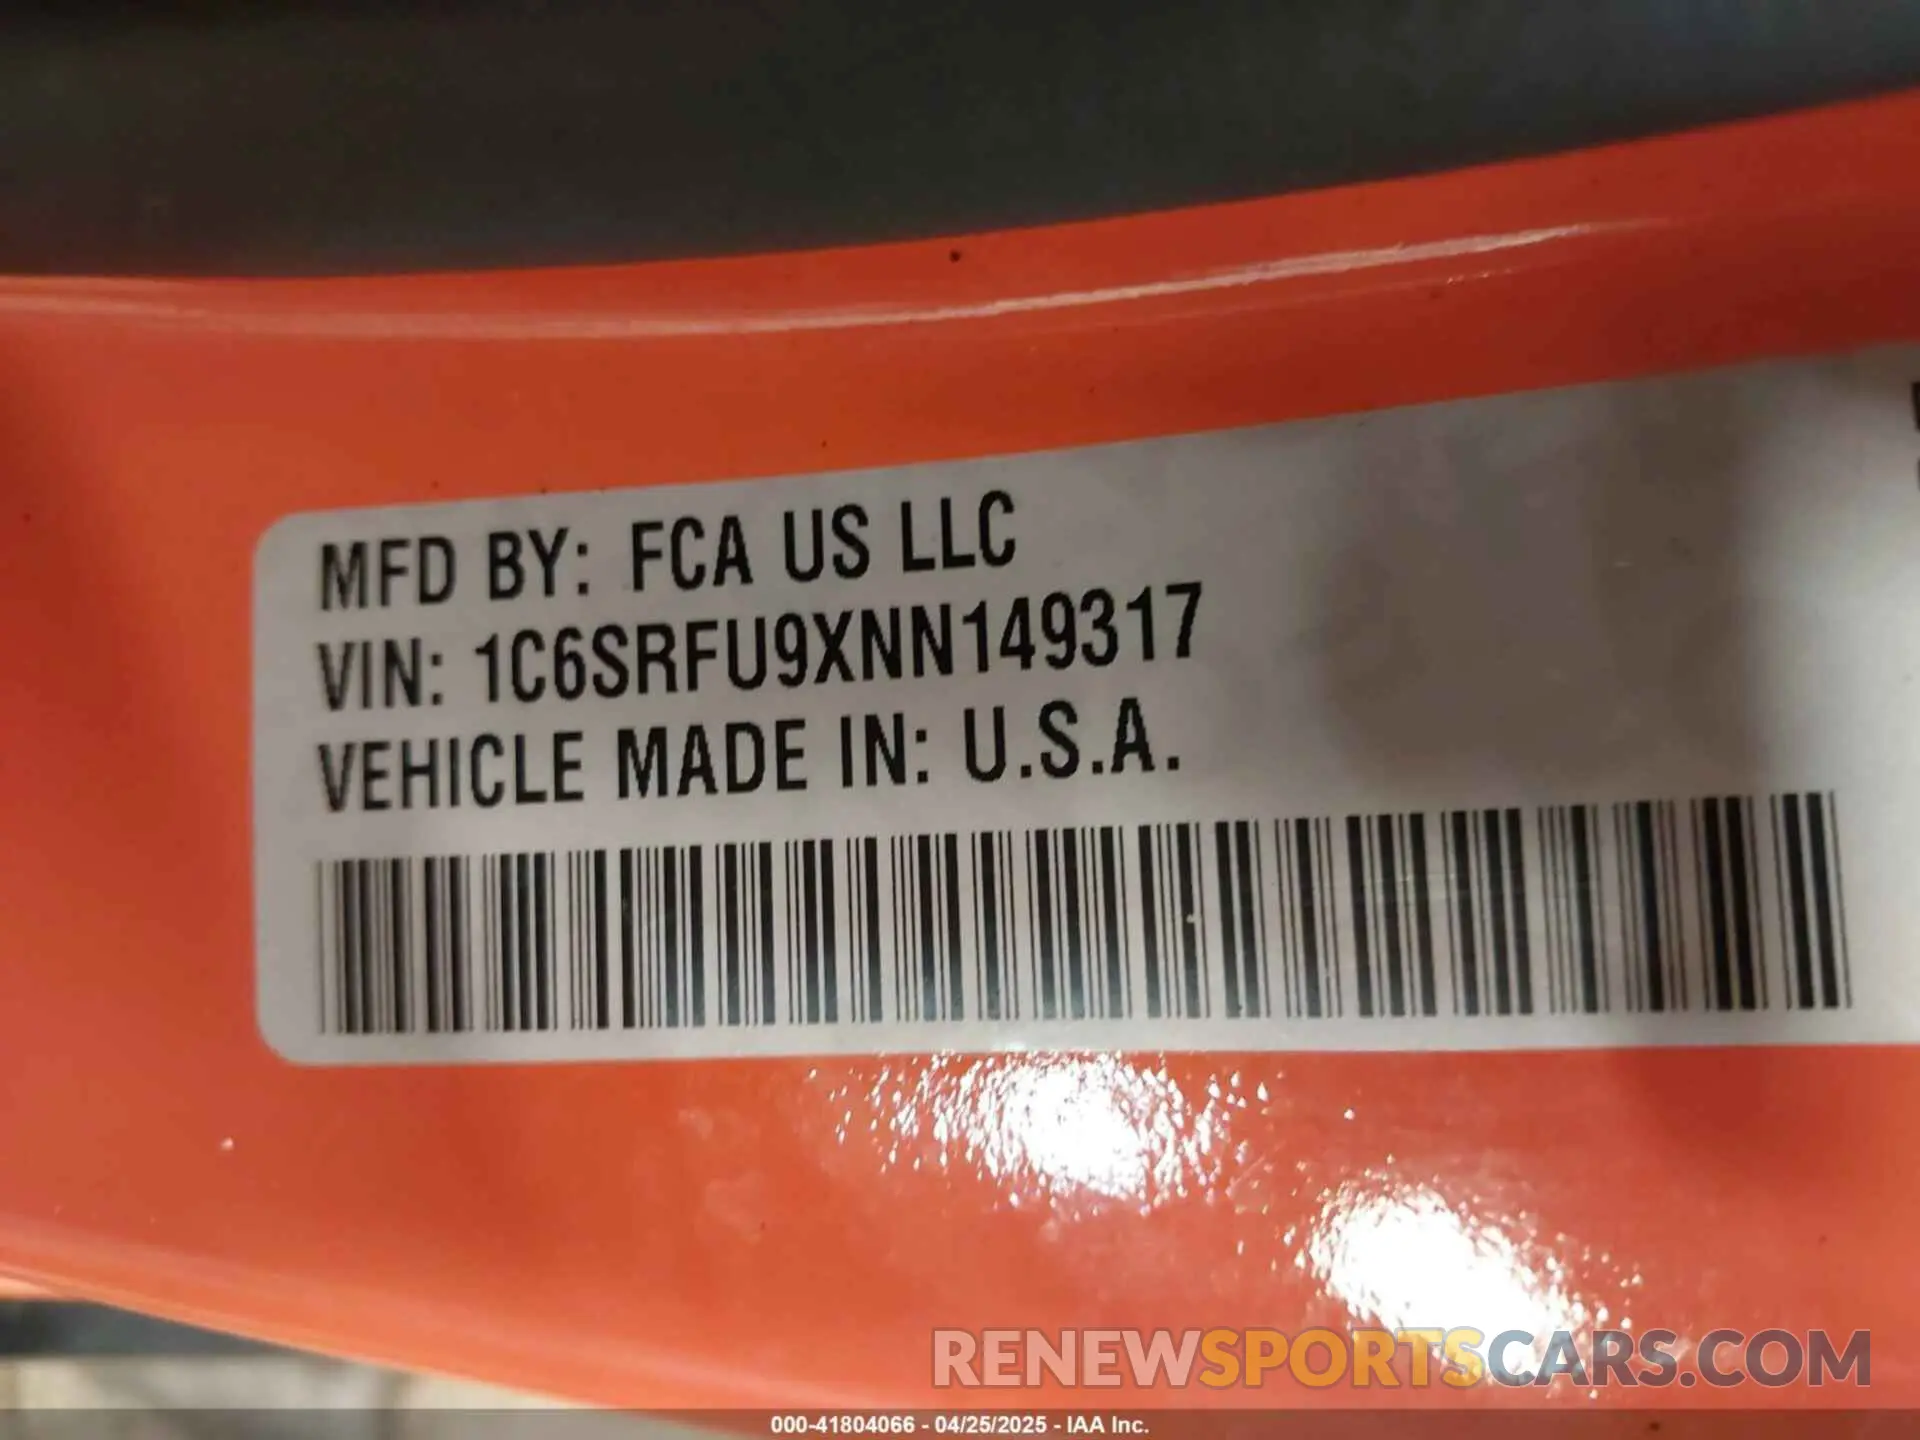 MFD BY: FCA US LLC
VIN: 1C6SRFU9XNN149317
VEHICLE MADE IN: U.S.A.
RENEWSPORTSCARS.COM
000-41804066 - 04/25/2025 - IAA Inc.